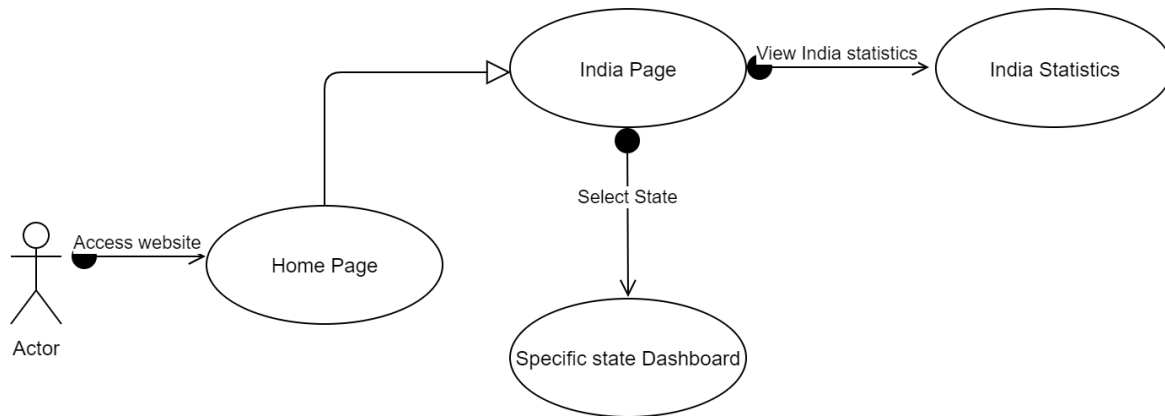 India Page
View India statistics
India Statistics
Select State
Access website
Home Page
Actor
Specific state Dashboard